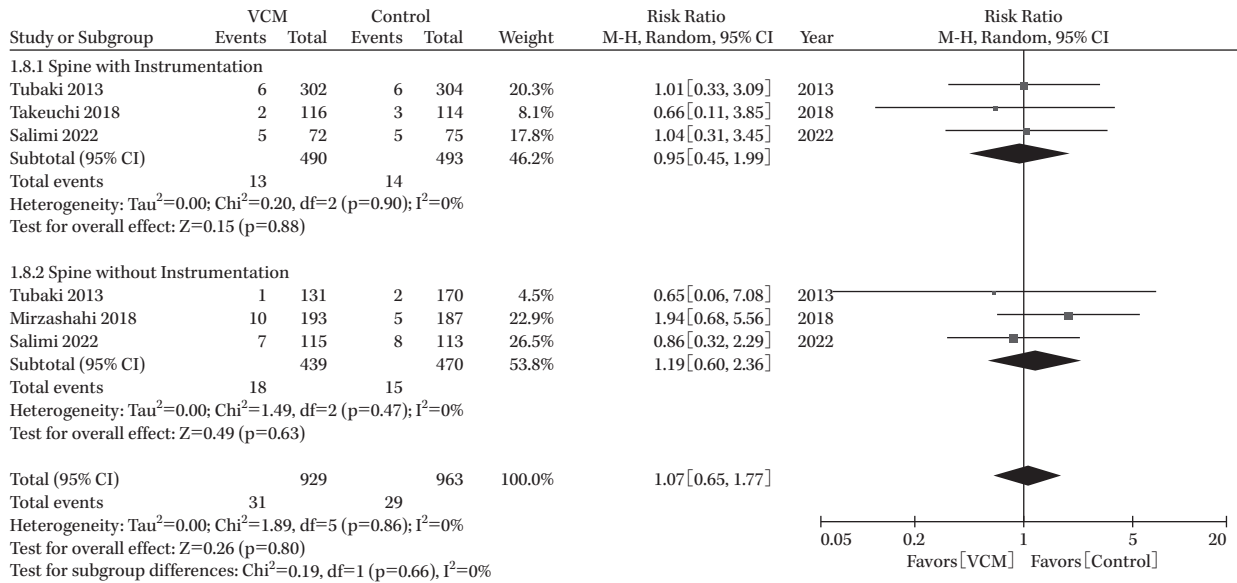 VCM Control Risk Ratio Risk Ratio
Study or Subgroup Events Total Events Total Weight M-H, Random, 95% CI Year M-H, Random, 95% CI
1.8.1 Spine with Instrumentation
Tubaki 2013 6 302 6 304 20.3% 1.01[0.33, 3.09] 2013
Takeuchi 2018 2 116 3 114 8.1% 0.66[0.11, 3.85] 2018
Salimi 2022 5 72 5 75 17.8% 1.04[0.31, 3.45] 2022
Subtotal (95% CI) 490 493 46.2% 0.95[0.45, 1.99]
Total events 13 14
Heterogeneity: Tau²=0.00; Chi²=0.20, df=2 (p=0.90); I²=0%
Test for overall effect: Z=0.15 (p=0.88)
1.8.2 Spine without Instrumentation
Tubaki 2013 1 131 2 170 4.5% 0.65[0.06, 7.08] 2013
Mirzashahi 2018 10 193 5 187 22.9% 1.94[0.68, 5.56] 2018
Salimi 2022 7 115 8 113 26.5% 0.86[0.32, 2.29] 2022
Subtotal (95% CI) 439 470 53.8% 1.19[0.60, 2.36]
Total events 18 15
Heterogeneity: Tau²=0.00; Chi²=1.49, df=2 (p=0.47); I²=0%
Test for overall effect: Z=0.49 (p=0.63)
Total (95% CI) 929 963 100.0% 1.07[0.65, 1.77]
Total events 31 29
Heterogeneity: Tau²=0.00; Chi²=1.89, df=5 (p=0.86); I²=0%
Test for overall effect: Z=0.26 (p=0.80)
Test for subgroup differences: Chi²=0.19, df=1 (p=0.66), I²=0%
0.05 0.2 1 5 20
Favors[VCM] Favors[Control]